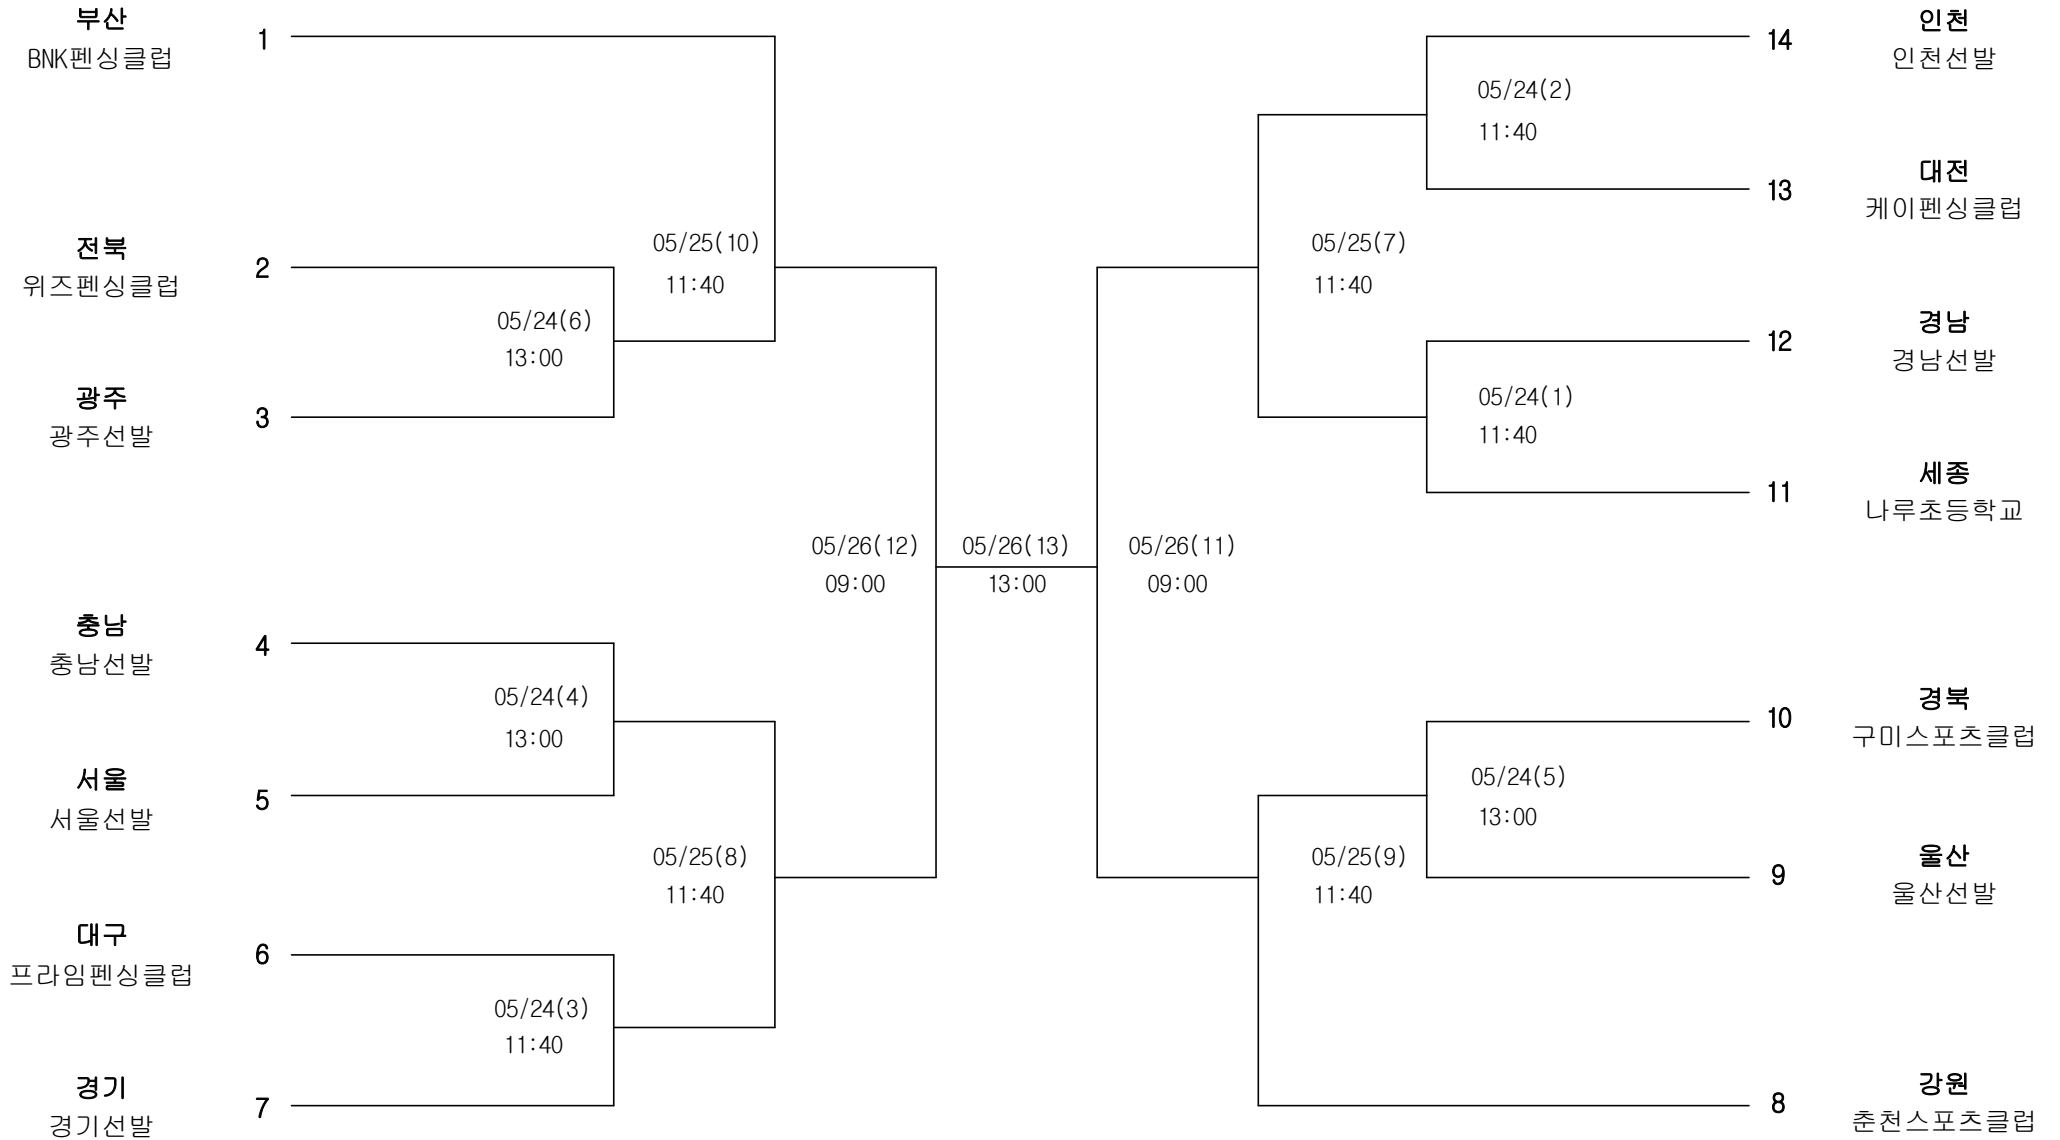 부산
BNK펜싱클럽
1
전북
위즈펜싱클럽
2
05/24(6)
13:00
05/25(10)
11:40
광주
광주선발
3
충남
충남선발
4
05/24(4)
13:00
서울
서울선발
5
05/25(8)
11:40
대구
프라임펜싱클럽
6
05/24(3)
11:40
경기
경기선발
7
05/26(12)
09:00
05/26(13)
13:00
05/26(11)
09:00
14
인천
인천선발
05/24(2)
11:40
13
대전
케이펜싱클럽
05/25(7)
11:40
12
경남
경남선발
05/24(1)
11:40
11
세종
나루초등학교
10
경북
구미스포츠클럽
05/24(5)
13:00
9
울산
울산선발
05/25(9)
11:40
8
강원
춘천스포츠클럽